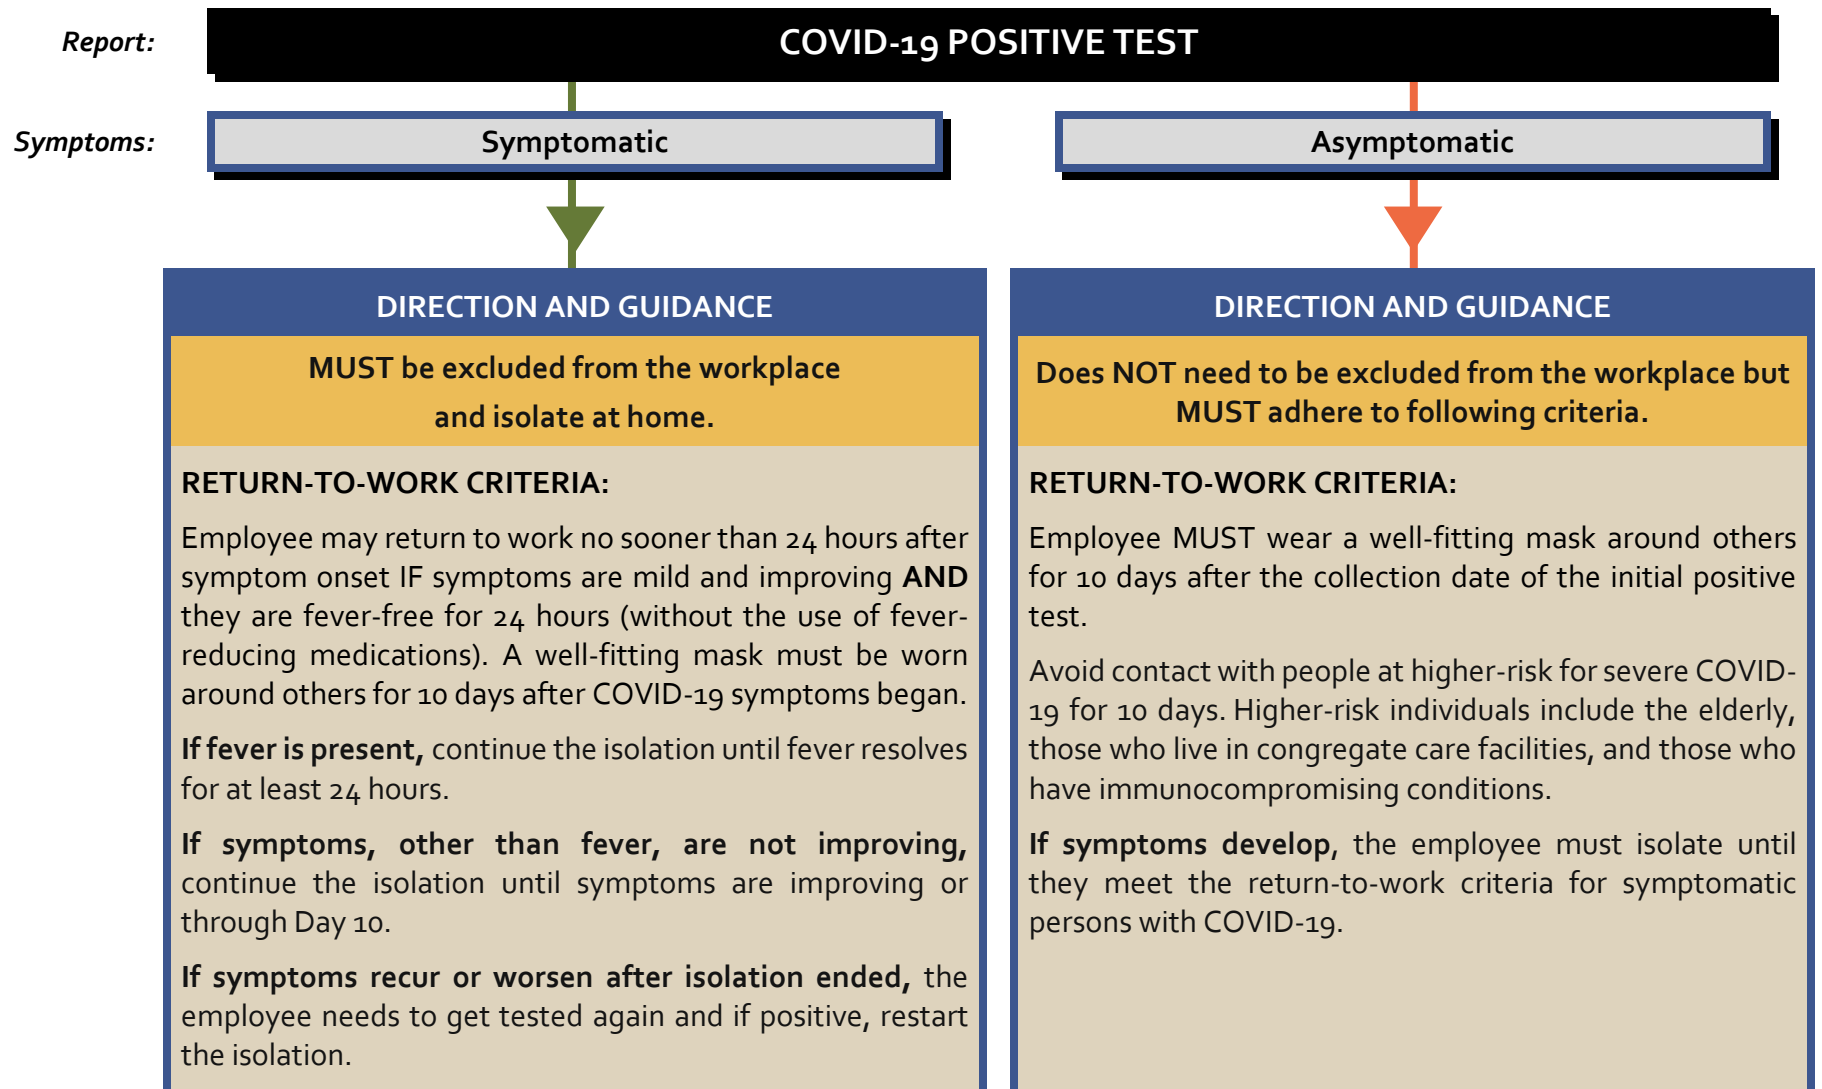 Report:
COVID-19 POSITIVE TEST
Symptoms:
Symptomatic
Asymptomatic
DIRECTION AND GUIDANCE
MUST be excluded from the workplace
and isolate at home.
RETURN-TO-WORK CRITERIA:
Employee may return to work no sooner than 24 hours after
symptom onset IF symptoms are mild and improving AND
they are fever-free for 24 hours (without the use of fever-
reducing medications). A well-fitting mask must be worn
around others for 10 days after COVID-19 symptoms began.
If fever is present, continue the isolation until fever resolves
for at least 24 hours.
If symptoms, other than fever, are not improving,
continue the isolation until symptoms are improving or
through Day 10.
If symptoms recur or worsen after isolation ended, the
employee needs to get tested again and if positive, restart
the isolation.
DIRECTION AND GUIDANCE
Does NOT need to be excluded from the workplace but
MUST adhere to following criteria.
RETURN-TO-WORK CRITERIA:
Employee MUST wear a well-fitting mask around others
for 10 days after the collection date of the initial positive
test.
Avoid contact with people at higher-risk for severe COVID-
19 for 10 days. Higher-risk individuals include the elderly,
those who live in congregate care facilities, and those who
have immunocompromising conditions.
If symptoms develop, the employee must isolate until
they meet the return-to-work criteria for symptomatic
persons with COVID-19.